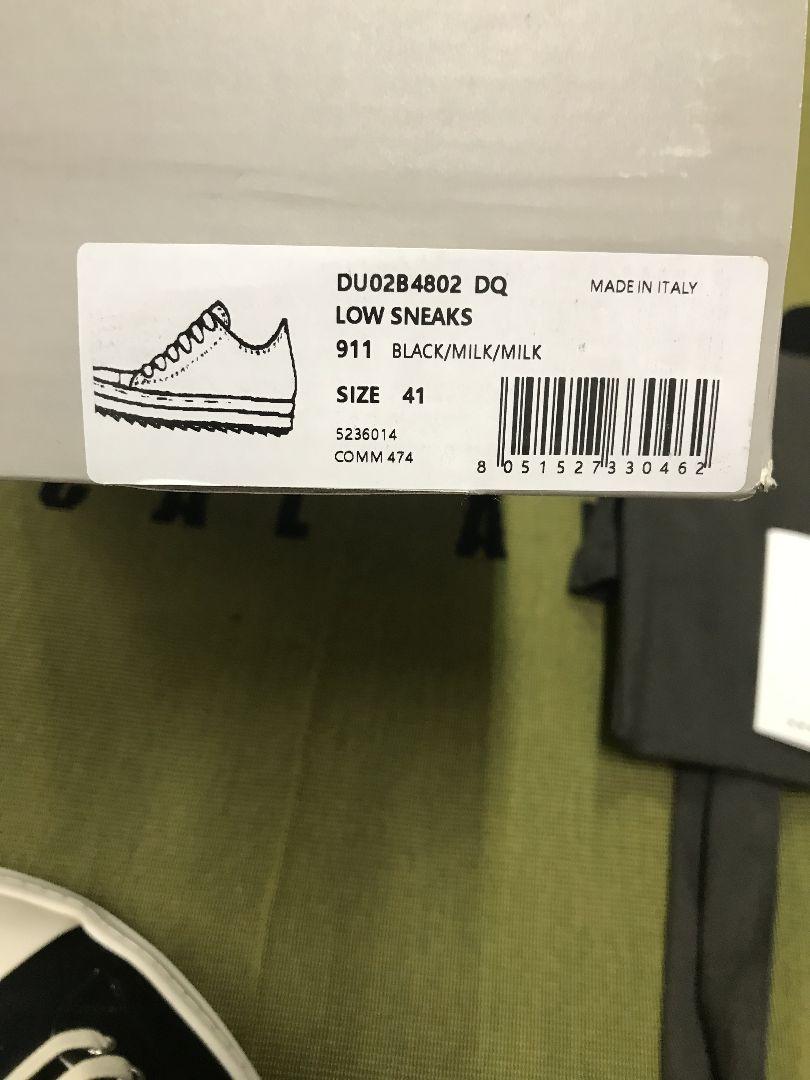 DU02B4802 DQ
MADE IN ITALY
LOW SNEAKS
911 BLACK/MILK/MILK
SIZE 41
5236014
COMM 474
8 051527 330462